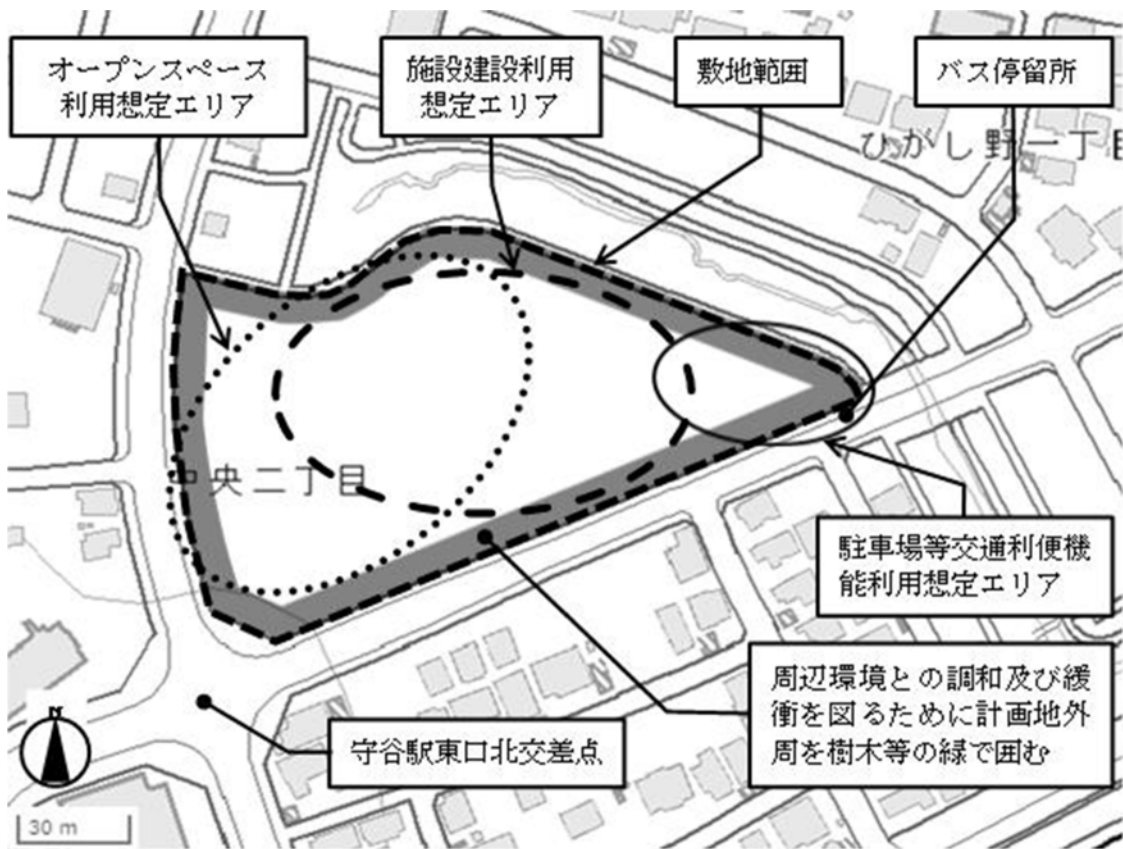 オープンスペース
利用想定エリア
施設建設利用
想定エリア
敷地範囲
バス停留所
ひがし野一丁目
中央二丁目
駐車場等交通利便機
能利用想定エリア
周辺環境との調和及び緩
衝を図るために計画地外
周を樹木等の緑で囲む
守谷駅東口北交差点
N
30 m